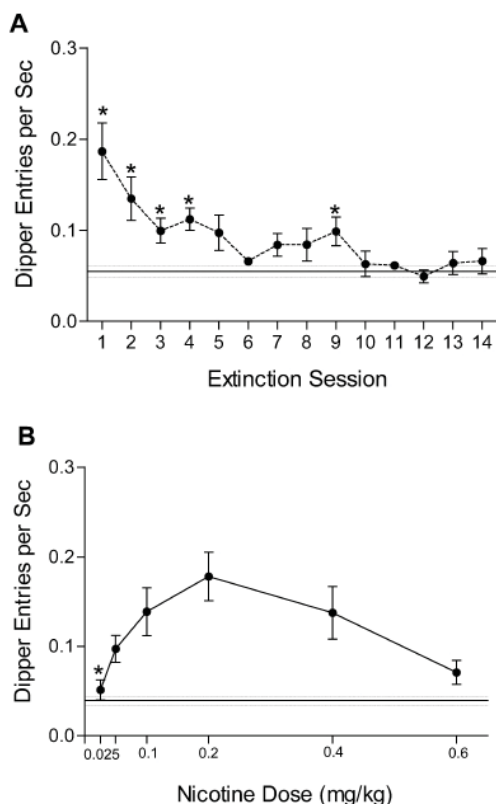 A
Dipper Entries per Sec
0.3
0.2
0.1
0.0
* * * * *
1 2 3 4 5 6 7 8 9 10 11 12 13 14
Extinction Session
B
Dipper Entries per Sec
0.3
0.2
0.1
0.0
*
0.025 0.1 0.2 0.4 0.6
Nicotine Dose (mg/kg)